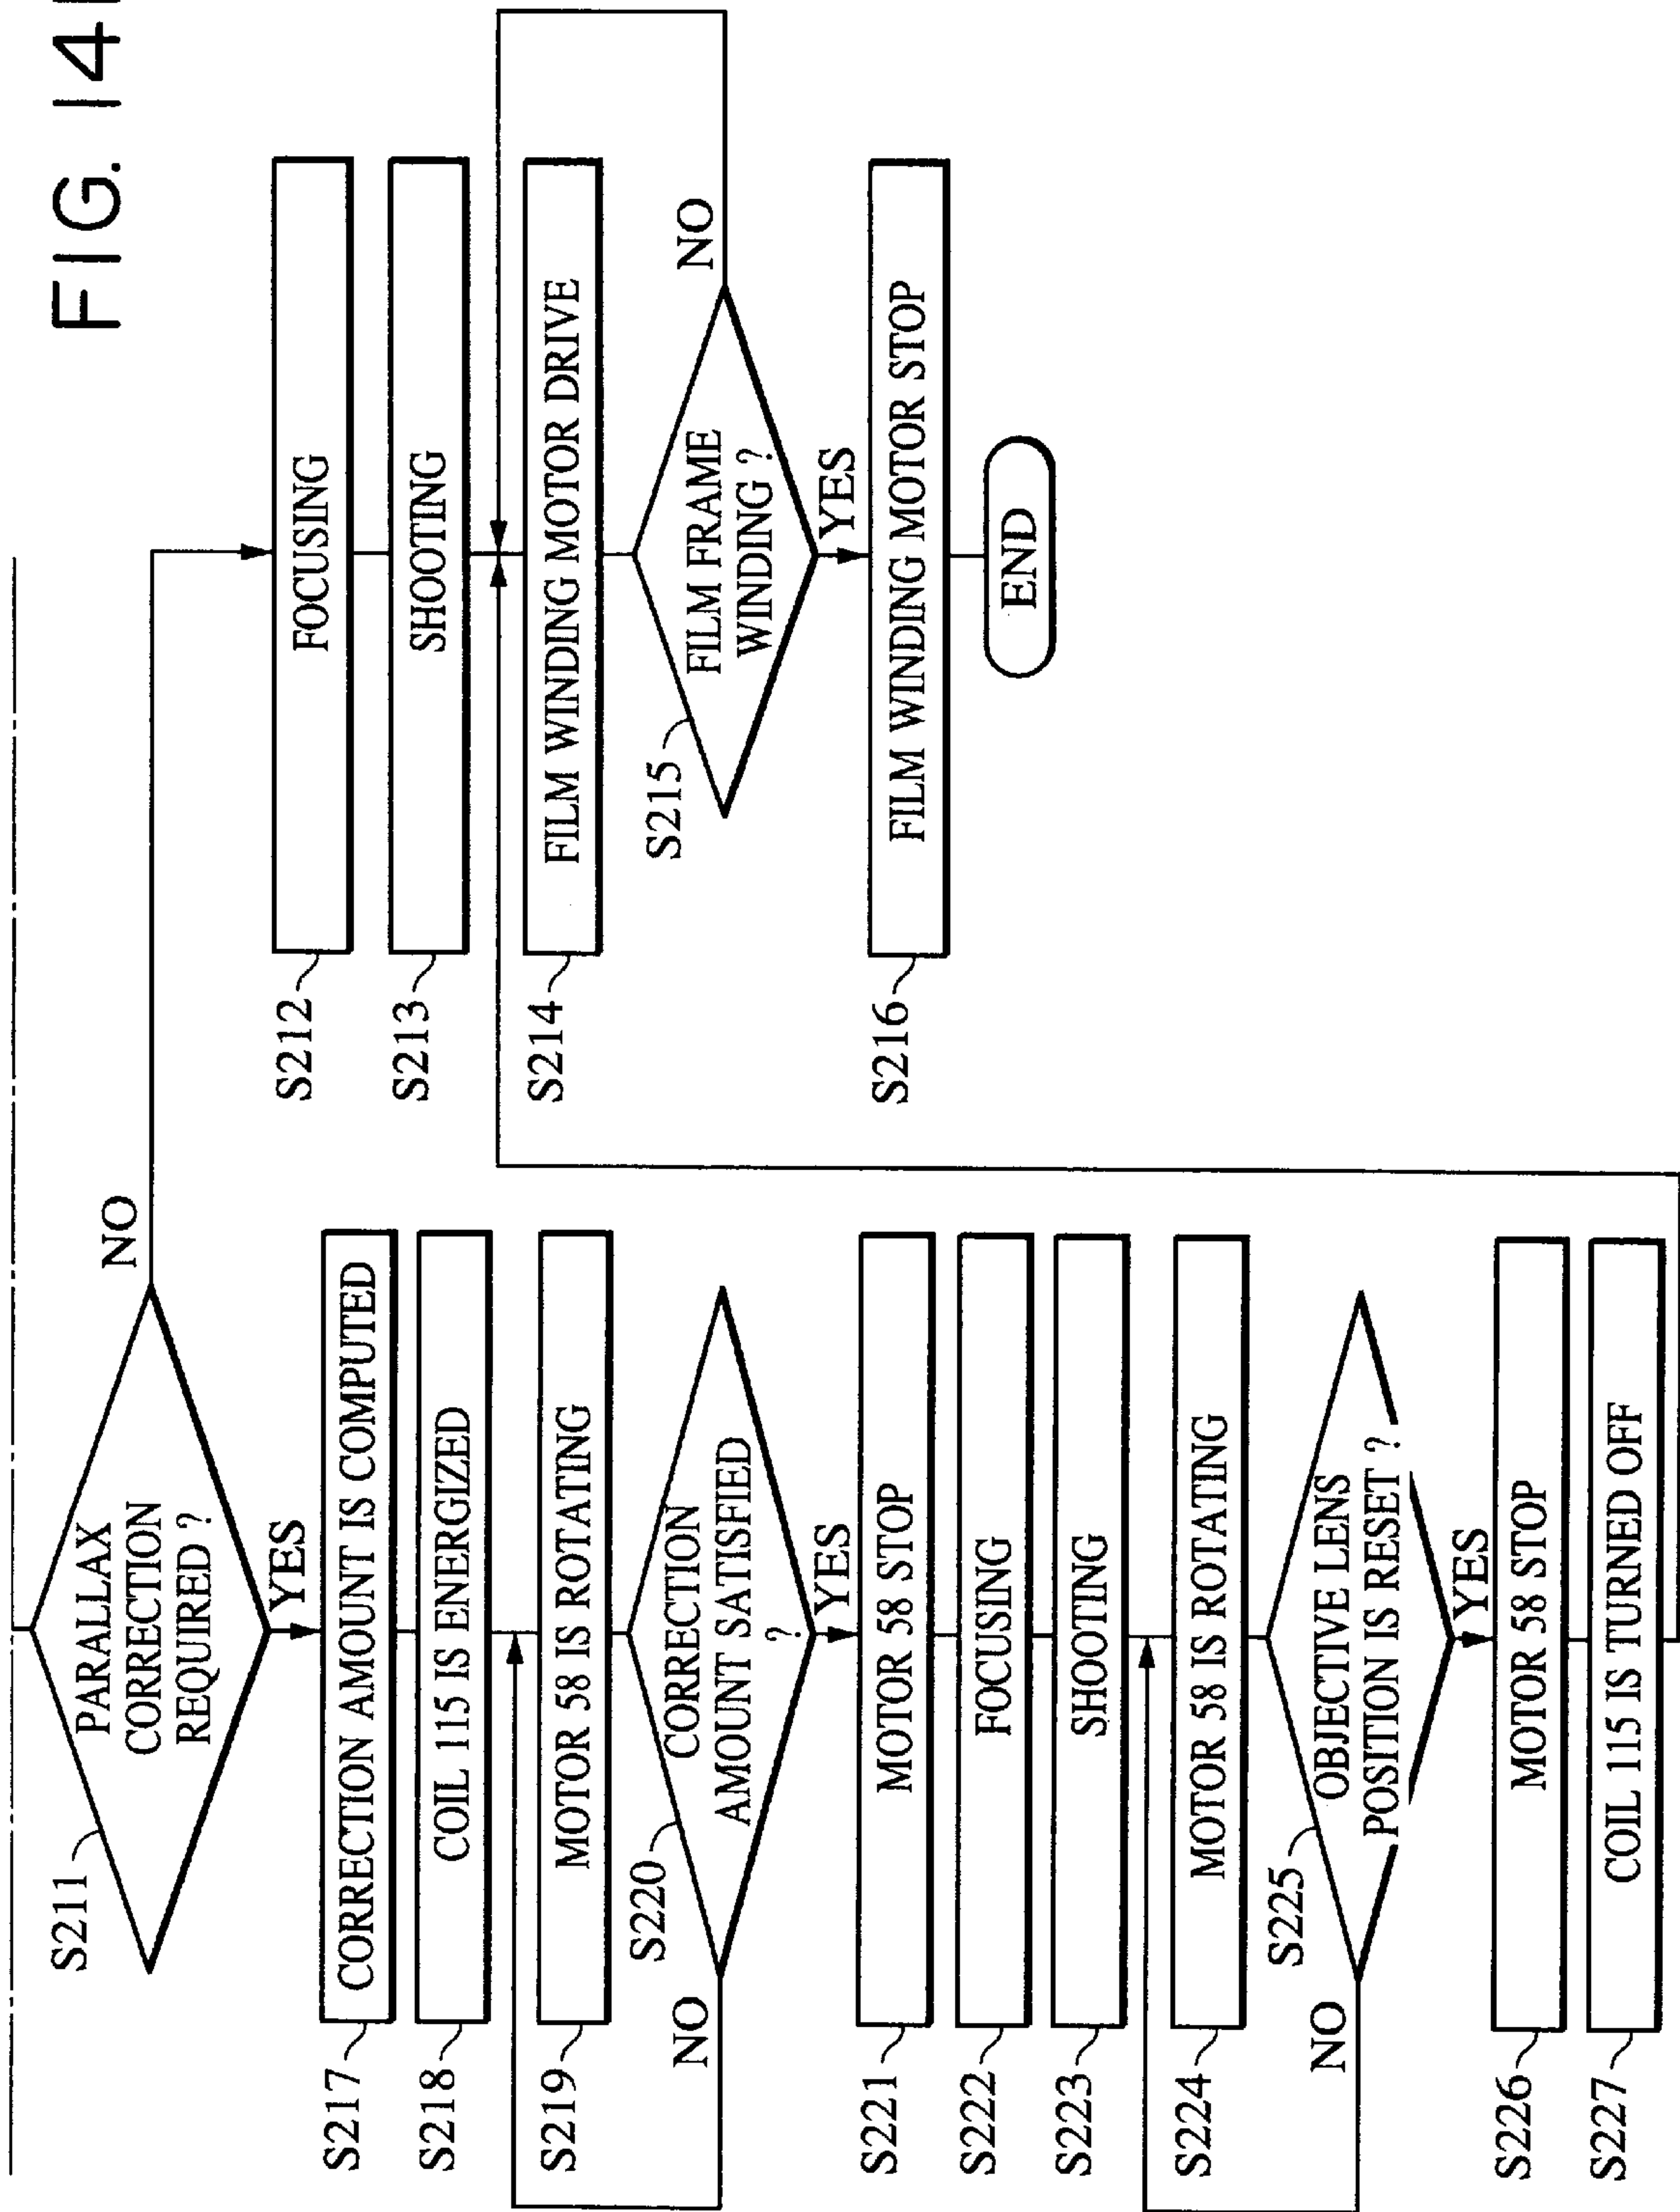 FIG. 14
PARALLAX
CORRECTION
REQUIRED ?
S211
NO
YES
S217
CORRECTION AMOUNT IS COMPUTED
S218
COIL 115 IS ENERGIZED
S219
MOTOR 58 IS ROTATING
S220
CORRECTION
AMOUNT SATISFIED
?
NO
YES
S221
MOTOR 58 STOP
S222
FOCUSING
S223
SHOOTING
S224
MOTOR 58 IS ROTATING
S225
OBJECTIVE LENS
POSITION IS RESET ?
NO
YES
S226
MOTOR 58 STOP
S227
COIL 115 IS TURNED OFF
S212
FOCUSING
S213
SHOOTING
S214
FILM WINDING MOTOR DRIVE
S215
FILM FRAME
WINDING ?
NO
YES
S216
FILM WINDING MOTOR STOP
END